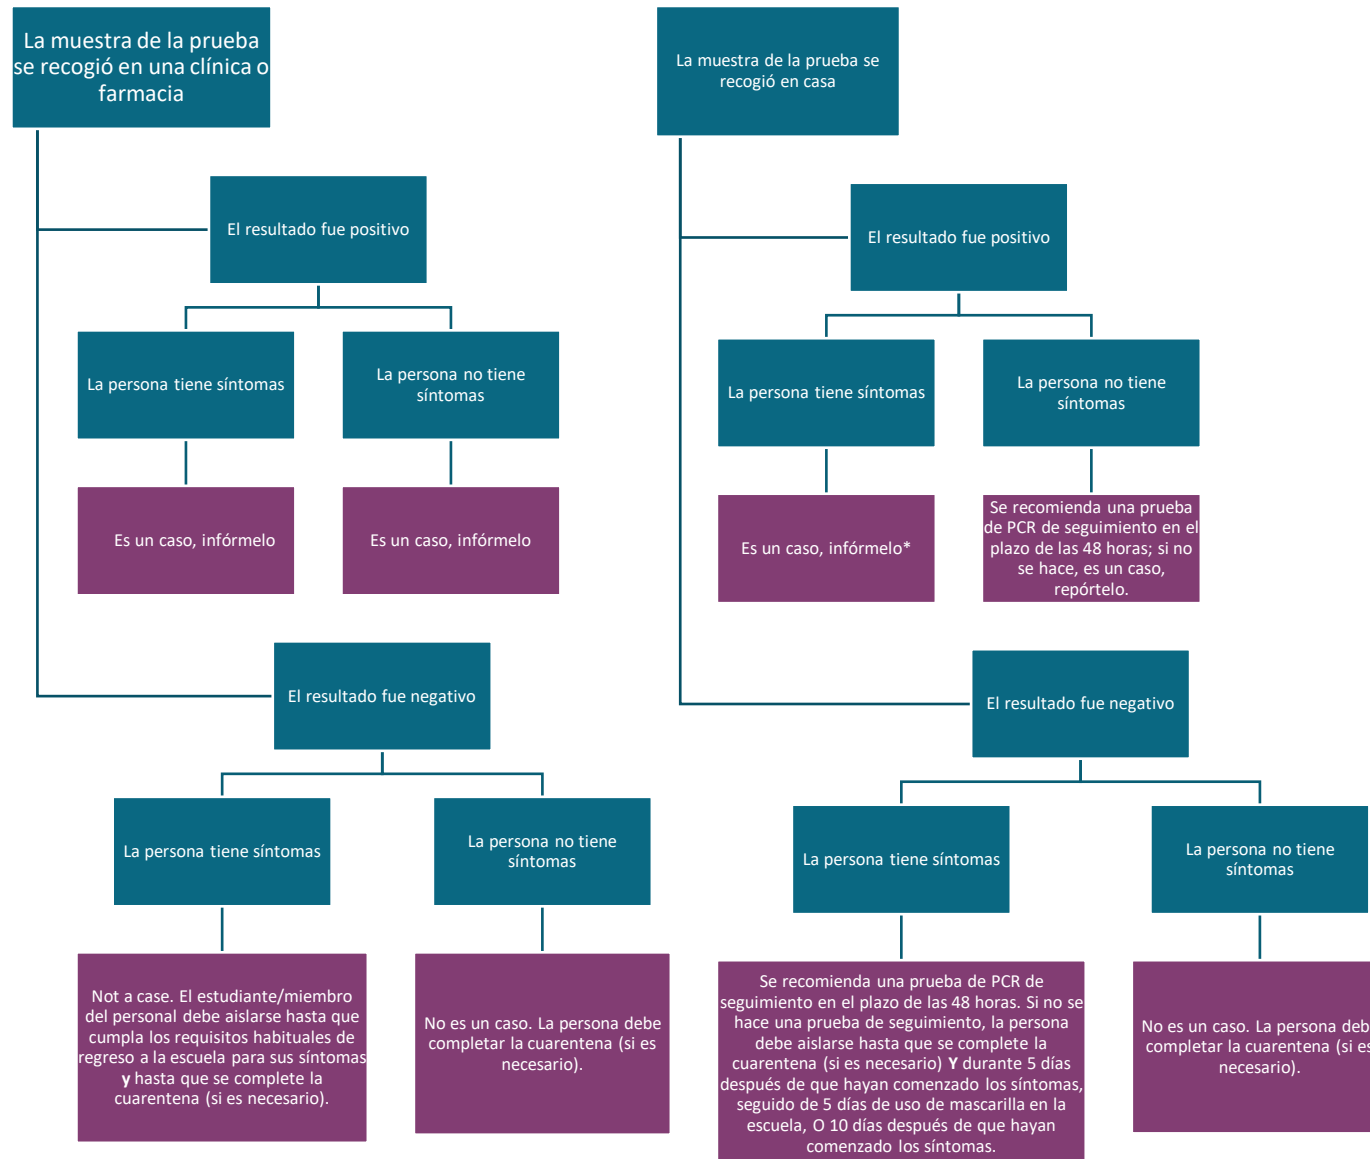 La muestra de la prueba
se recogió en una clínica o
farmacia
El resultado fue positivo
La persona tiene síntomas
La persona no tiene
síntomas
Es un caso, infórmelo
Es un caso, infórmelo
El resultado fue negativo
La persona tiene síntomas
La persona no tiene
síntomas
Not a case. El estudiante/miembro
del personal debe aislarse hasta que
cumpla los requisitos habituales de
regreso a la escuela para sus síntomas
y hasta que se complete la
cuarentena (si es necesario).
No es un caso. La persona debe
completar la cuarentena (si es
necesario).
La muestra de la prueba se
recogió en casa
El resultado fue positivo
La persona tiene síntomas
La persona no tiene
síntomas
Es un caso, infórmelo*
Se recomienda una prueba
de PCR de seguimiento en el
plazo de las 48 horas; si no
se hace, es un caso,
repórtelo.
El resultado fue negativo
La persona tiene síntomas
La persona no tiene
síntomas
Se recomienda una prueba de PCR de
seguimiento en el plazo de las 48 horas. Si no se
hace una prueba de seguimiento, la persona
debe aislarse hasta que se complete la
cuarentena (si es necesario) Y durante 5 días
después de que hayan comenzado los síntomas,
seguido de 5 días de uso de mascarilla en la
escuela, O 10 días después de que hayan
comenzado los síntomas.
No es un caso. La persona debe
completar la cuarentena (si es
necesario).